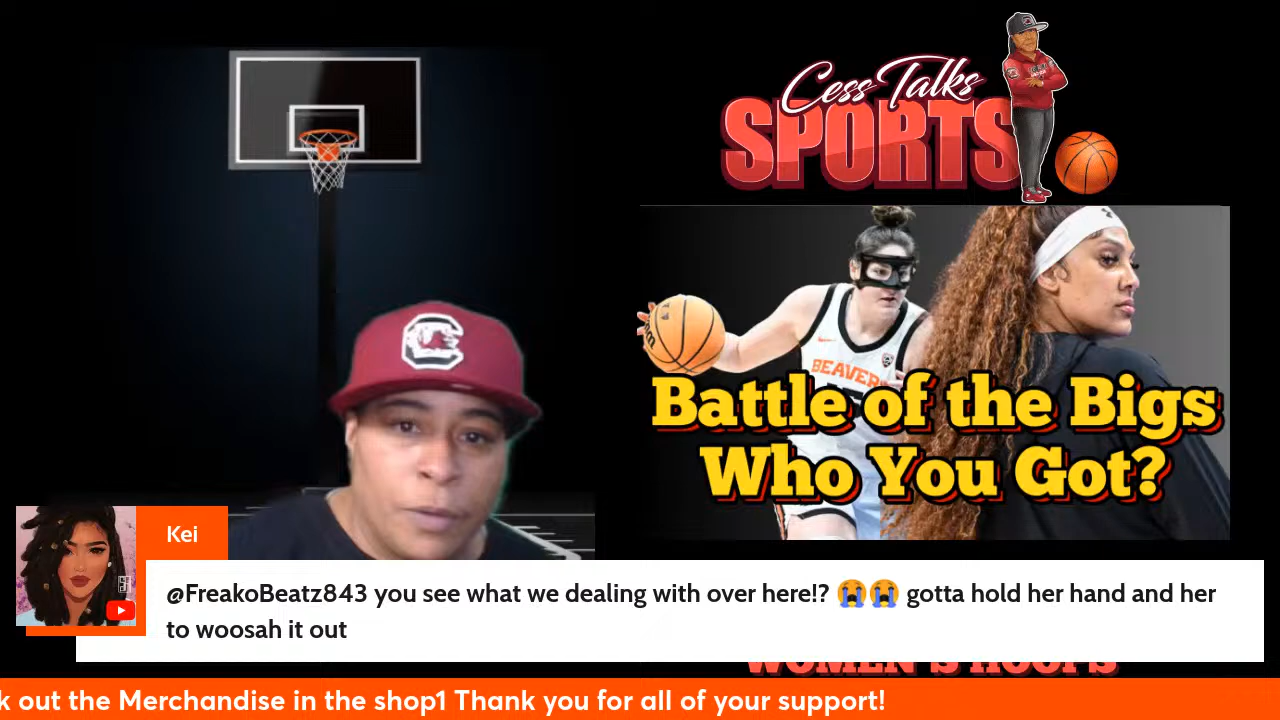 Cess Talks
SPORTS
BEAVERS
Battle of the Bigs
Who You Got?
Kei
@FreakoBeatz843 you see what we dealing with over here!? 😭😭 gotta hold her hand and her
to woosah it out
WOMEN'S HOOPS
k out the Merchandise in the shop1 Thank you for all of your support!